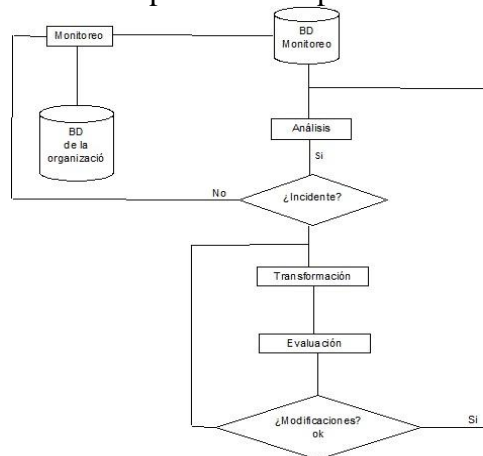 Monitoreo
BD
Monitoreo
BD
de la
organizació
Análisis
Si
No
¿Incidente?
Transformación
Evaluación
¿Modificaciones?
ok
Si